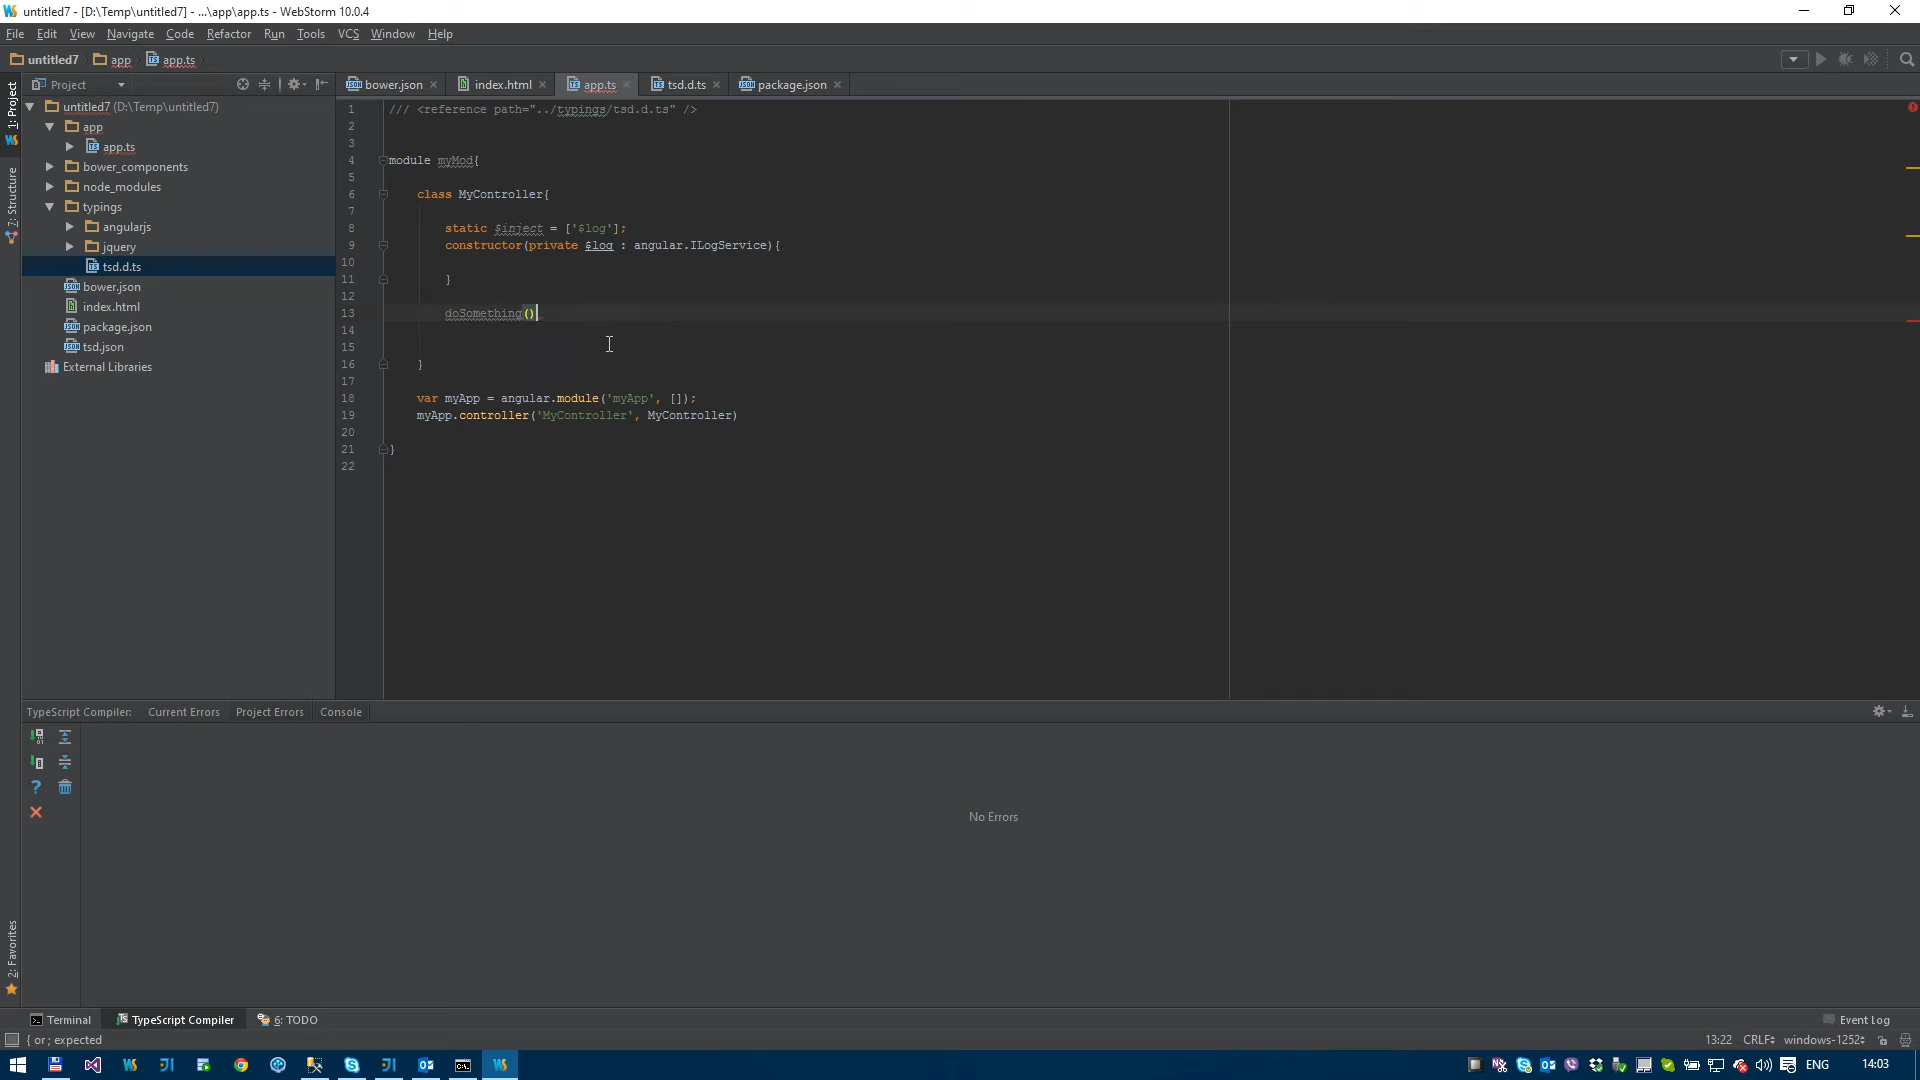 untitled7 - [D:\Temp\untitled7] - ...\app\app.ts - WebStorm 10.0.4
File Edit View Navigate Code Refactor Run Tools VCS Window Help
untitled7 app app.ts
Project
bower.json index.html app.ts tsd.d.ts package.json
1: Project
7: Structure
2: Favorites
untitled7 (D:\Temp\untitled7)
app
app.ts
bower_components
node_modules
typings
angularjs
jquery
tsd.d.ts
bower.json
index.html
package.json
tsd.json
External Libraries
1 /// <reference path="../typings/tsd.d.ts" />
2
3
4 module myMod{
5
6 class MyController{
7
8 static $inject = ['$log'];
9 constructor(private $log : angular.ILogService){
10
11 }
12
13 doSomething()
14
15
16 }
17
18 var myApp = angular.module('myApp', []);
19 myApp.controller('MyController', MyController)
20
21 }
22
TypeScript Compiler: Current Errors Project Errors Console
No Errors
Terminal TypeScript Compiler 6: TODO Event Log
{ or ; expected 13:22 CRLF windows-1252
ENG 14:03